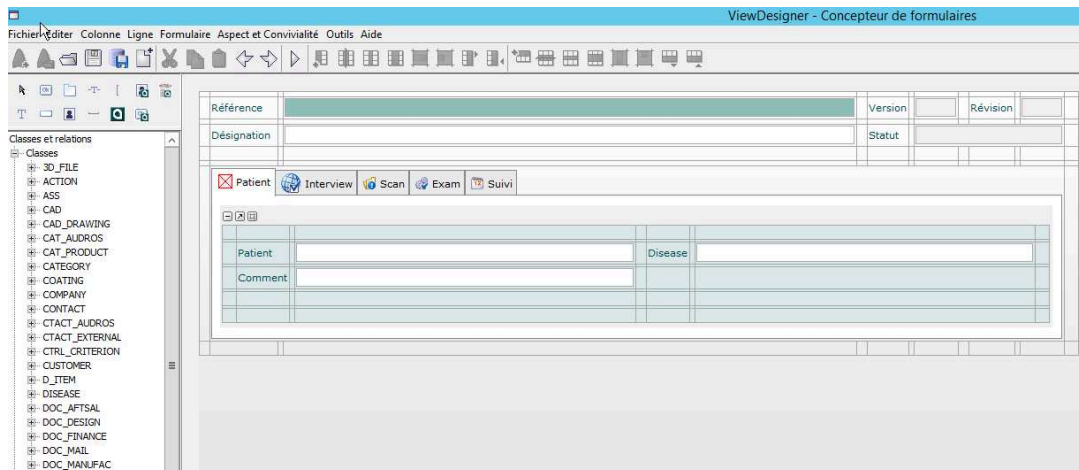 ViewDesigner - Concepteur de formulaires
Fichier Editer Colonne Ligne Formulaire Aspect et Convivialité Outils Aide
Référence Version Révision
Désignation Statut
Classes et relations
Classes
3D_FILE
ACTION
ASS
CAD
CAD_DRAWING
CAT_AUDROS
CAT_PRODUCT
CATEGORY
COATING
COMPANY
CONTACT
CTACT_AUDROS
CTACT_EXTERNAL
CTRL_CRITERION
CUSTOMER
D_ITEM
DISEASE
DOC_AFTSAL
DOC_DESIGN
DOC_FINANCE
DOC_MAIL
DOC_MANUFAC
Patient Interview Scan Exam Suivi
Patient Disease
Comment